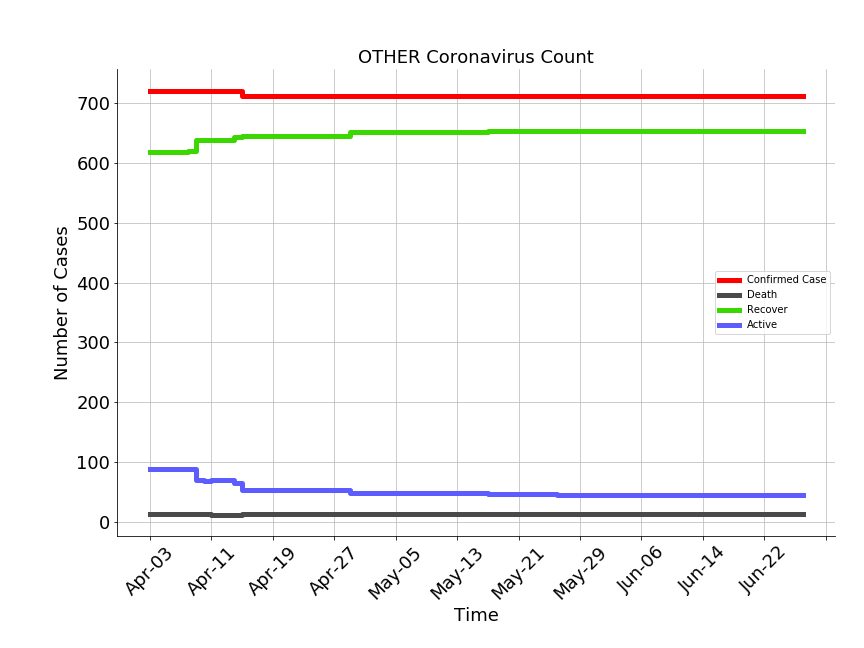 OTHER Coronavirus Count
Number of Cases
700
600
500
400
300
200
100
0
Confirmed Case
Death
Recover
Active
Apr-03
Apr-11
Apr-19
Apr-27
May-05
May-13
May-21
May-29
Jun-06
Jun-14
Jun-22
Time